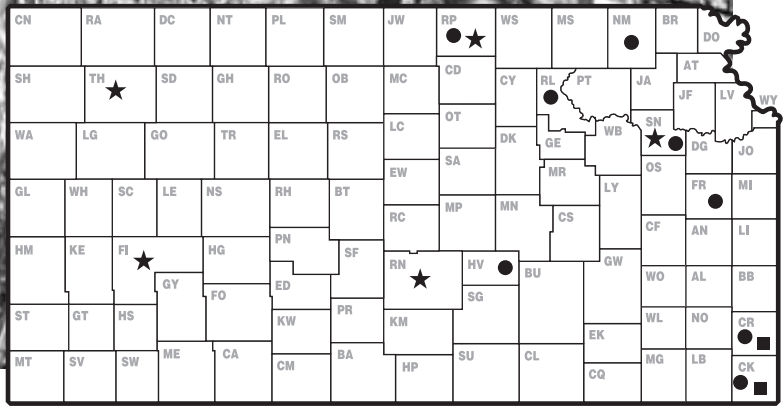 CN RA DC NT PL SM JW RP WS MS NM BR
DO
SH TH SD GH RO OB MC CD CY RL PT JA AT
JF LV WY
WA LG GO TR EL RS LC OT DK GE WB SN DG JO
GL WH SC LE NS RH BT EW SA MR OS FR MI
RC MP MN CS LY CF AN LI
HM KE FI HG PN SF RN HV BU GW
GY FO ED SG WO AL BB
ST GT HS KW PR KM EK WL NO CR
MT SV SW ME CA CM BA HP SU CL CQ MG LB CK